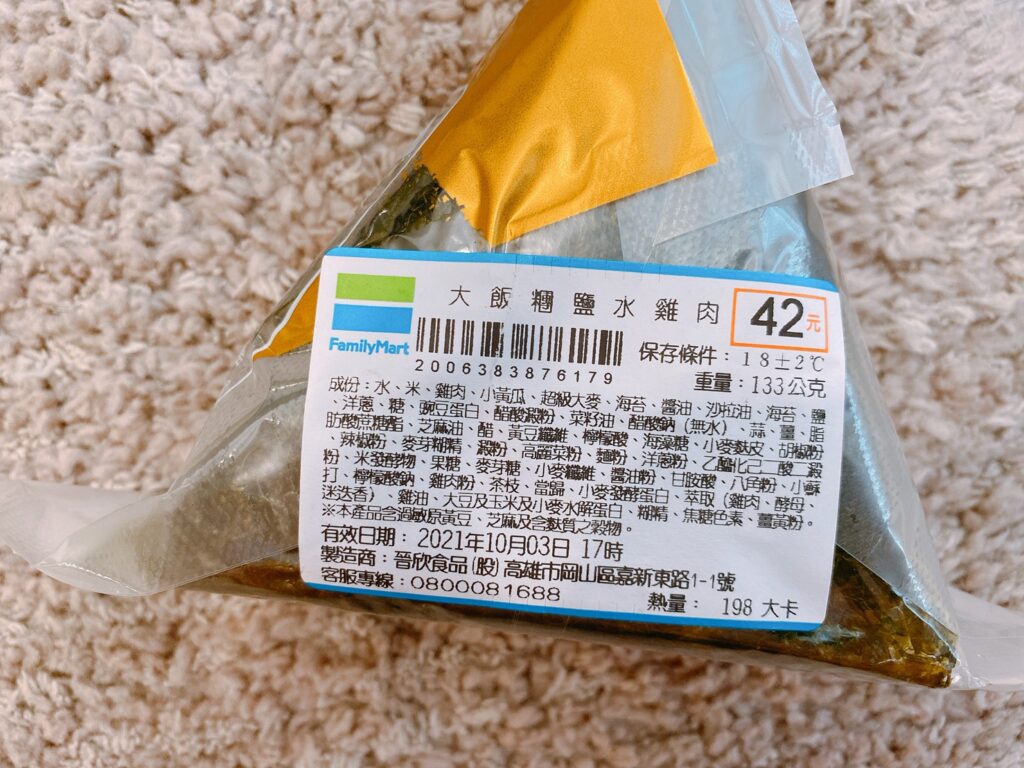 大飯糰鹽水雞肉
42元
FamilyMart
2006383876179
保存條件：18±2℃
重量：133公克
成份：水、米、雞肉、小黃瓜、超級大麥、海苔、醬油、沙拉油、海苔、鹽
、洋蔥、糖、豌豆蛋白、醋酸澱粉、菜籽油、醋酸鈉（無水）、蒜、薑、脂
肪酸蔗糖酯、芝麻油、醋、黃豆纖維、檸檬酸、海藻糖、小麥麩皮、胡椒粉
、辣椒粉、麥芽糊精、澱粉、高麗菜粉、麵粉、洋蔥粉、乙醯化己二酸二澱
粉、米發酵物、果糖、麥芽糖、小麥纖維、醬油粉、甘胺酸、八角粉、小蘇
打、檸檬酸鈉、雞肉粉、茶枝、當歸、小麥發酵蛋白、萃取（雞肉、酵母、
迷迭香）、雞油、大豆及玉米及小麥水解蛋白、糊精、焦糖色素、薑黃粉。
※本產品含過敏原黃豆、芝麻及含麩質之穀物。
有效日期：2021年10月03日 17時
製造商：晉欣食品(股)高雄市岡山區嘉新東路1-1號
客服專線：0800081688
熱量： 198 大卡